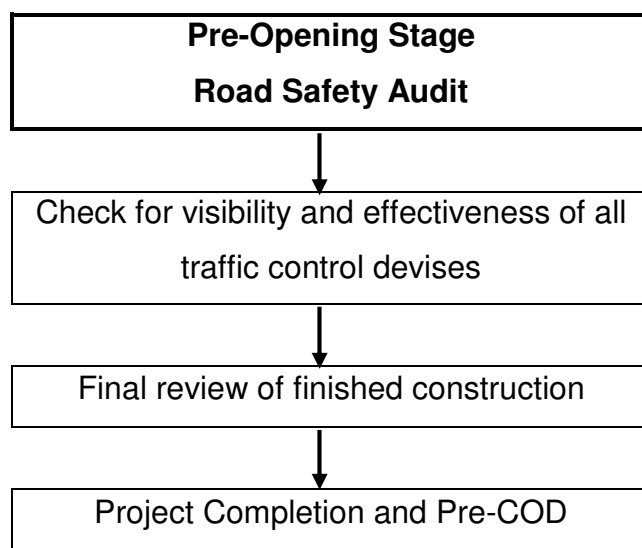 Pre-Opening Stage
Road Safety Audit
Check for visibility and effectiveness of all
traffic control devises
Final review of finished construction
Project Completion and Pre-COD